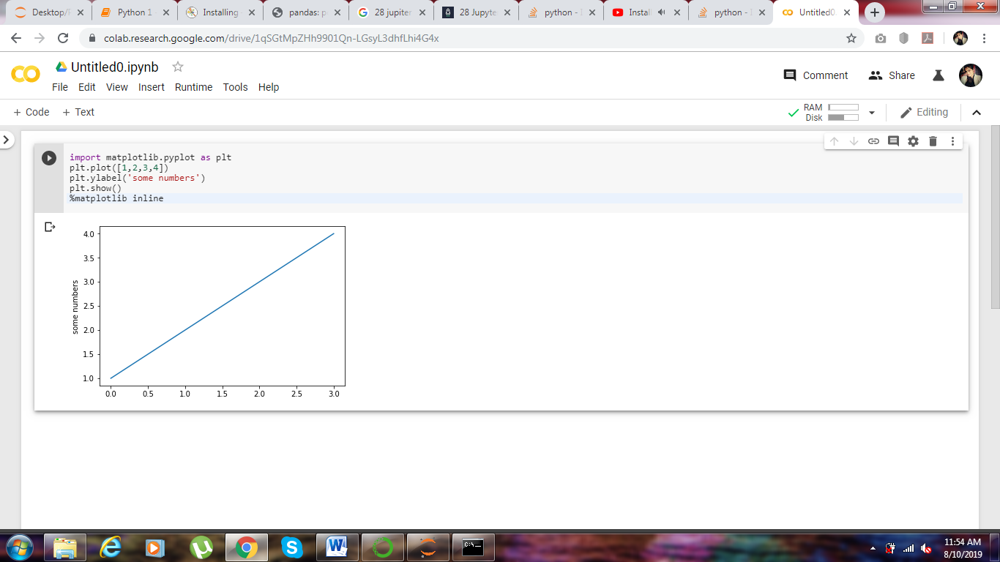 Desktop/F
Python 1
Installing
pandas: p
28 jupiter
28 Jupyte
python - I
Instal
python - I
Untitled0.
colab.research.google.com/drive/1qSGtMpZHh9901Qn-LGsyL3dhfLhi4G4x
Untitled0.ipynb
File Edit View Insert Runtime Tools Help
Comment
Share
+ Code + Text
RAM
Disk
Editing
import matplotlib.pyplot as plt
plt.plot([1,2,3,4])
plt.ylabel('some numbers')
plt.show()
%matplotlib inline
some numbers
4.0
3.5
3.0
2.5
2.0
1.5
1.0
0.0 0.5 1.0 1.5 2.0 2.5 3.0
C:\
11:54 AM
8/10/2019